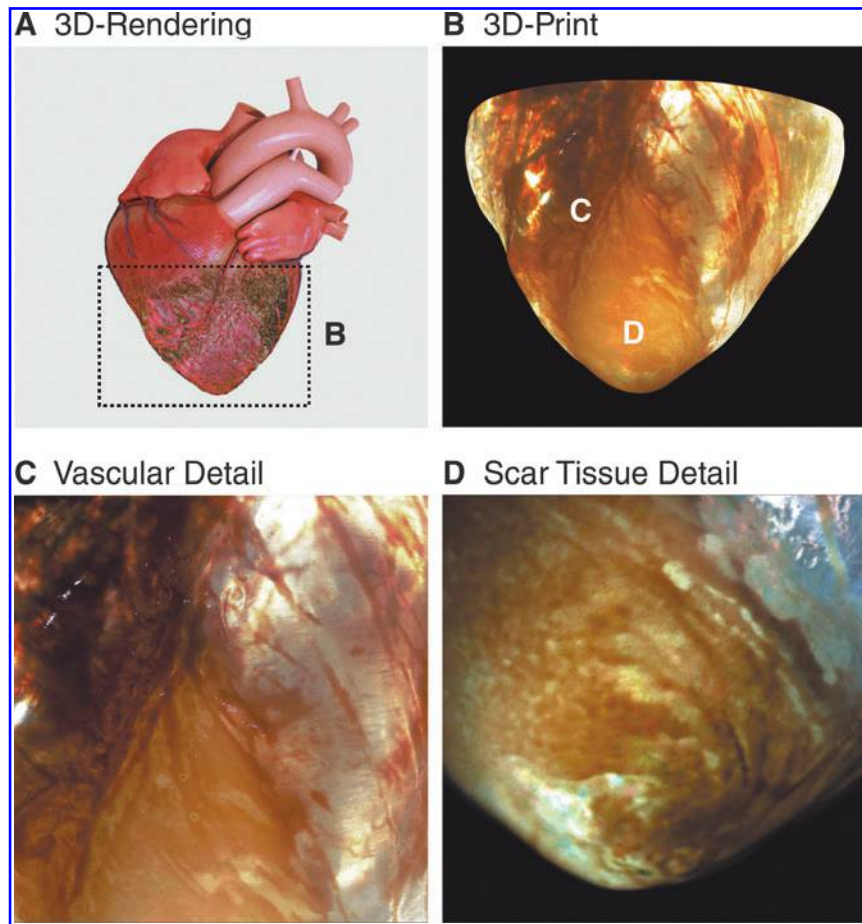 A 3D-Rendering
B 3D-Print
B
C
D
C Vascular Detail
D Scar Tissue Detail